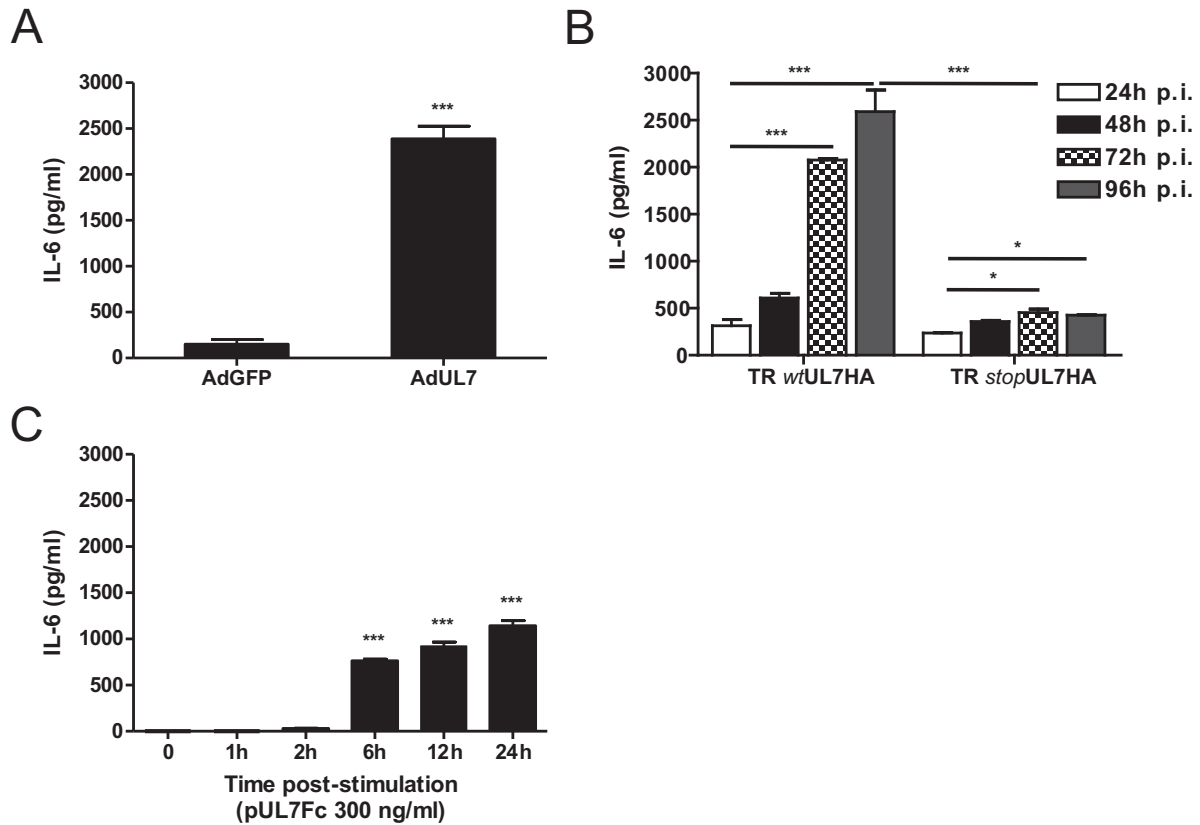 A
IL-6 (pg/ml)
3000
2500
2000
1500
1000
500
0
***
AdGFP
AdUL7
B
IL-6 (pg/ml)
3000
2500
2000
1500
1000
500
0
***
***
***
*
*
24h p.i.
48h p.i.
72h p.i.
96h p.i.
TR wtUL7HA
TR stopUL7HA
C
IL-6 (pg/ml)
3000
2500
2000
1500
1000
500
0
***
***
***
0 1h 2h 6h 12h 24h
Time post-stimulation
(pUL7Fc 300 ng/ml)